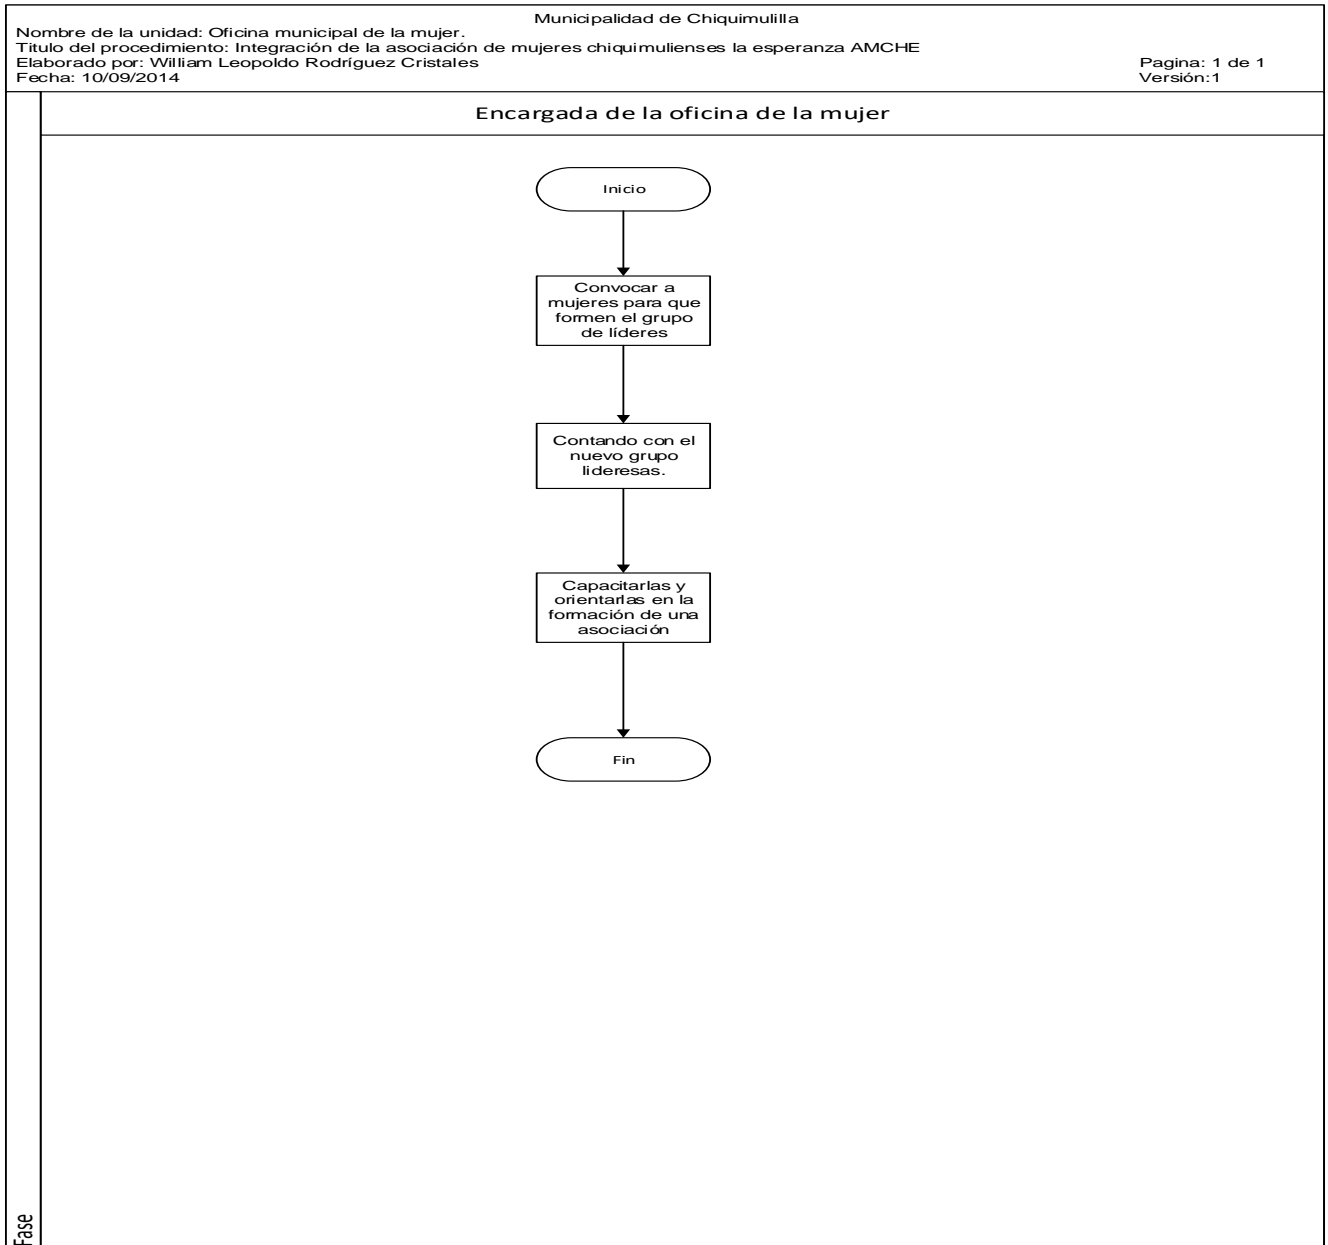 Municipalidad de Chiquimulilla
Nombre de la unidad: Oficina municipal de la mujer.
Titulo del procedimiento: Integración de la asociación de mujeres chiquimulienses la esperanza AMCHE
Elaborado por: William Leopoldo Rodríguez Cristales
Pagina: 1 de 1
Fecha: 10/09/2014
Versión:1
Encargada de la oficina de la mujer
Inicio
Convocar a
mujeres para que
formen el grupo
de líderes
Contando con el
nuevo grupo
lideresas.
Capacitarlas y
orientarlas en la
formación de una
asociación
Fin
Fase